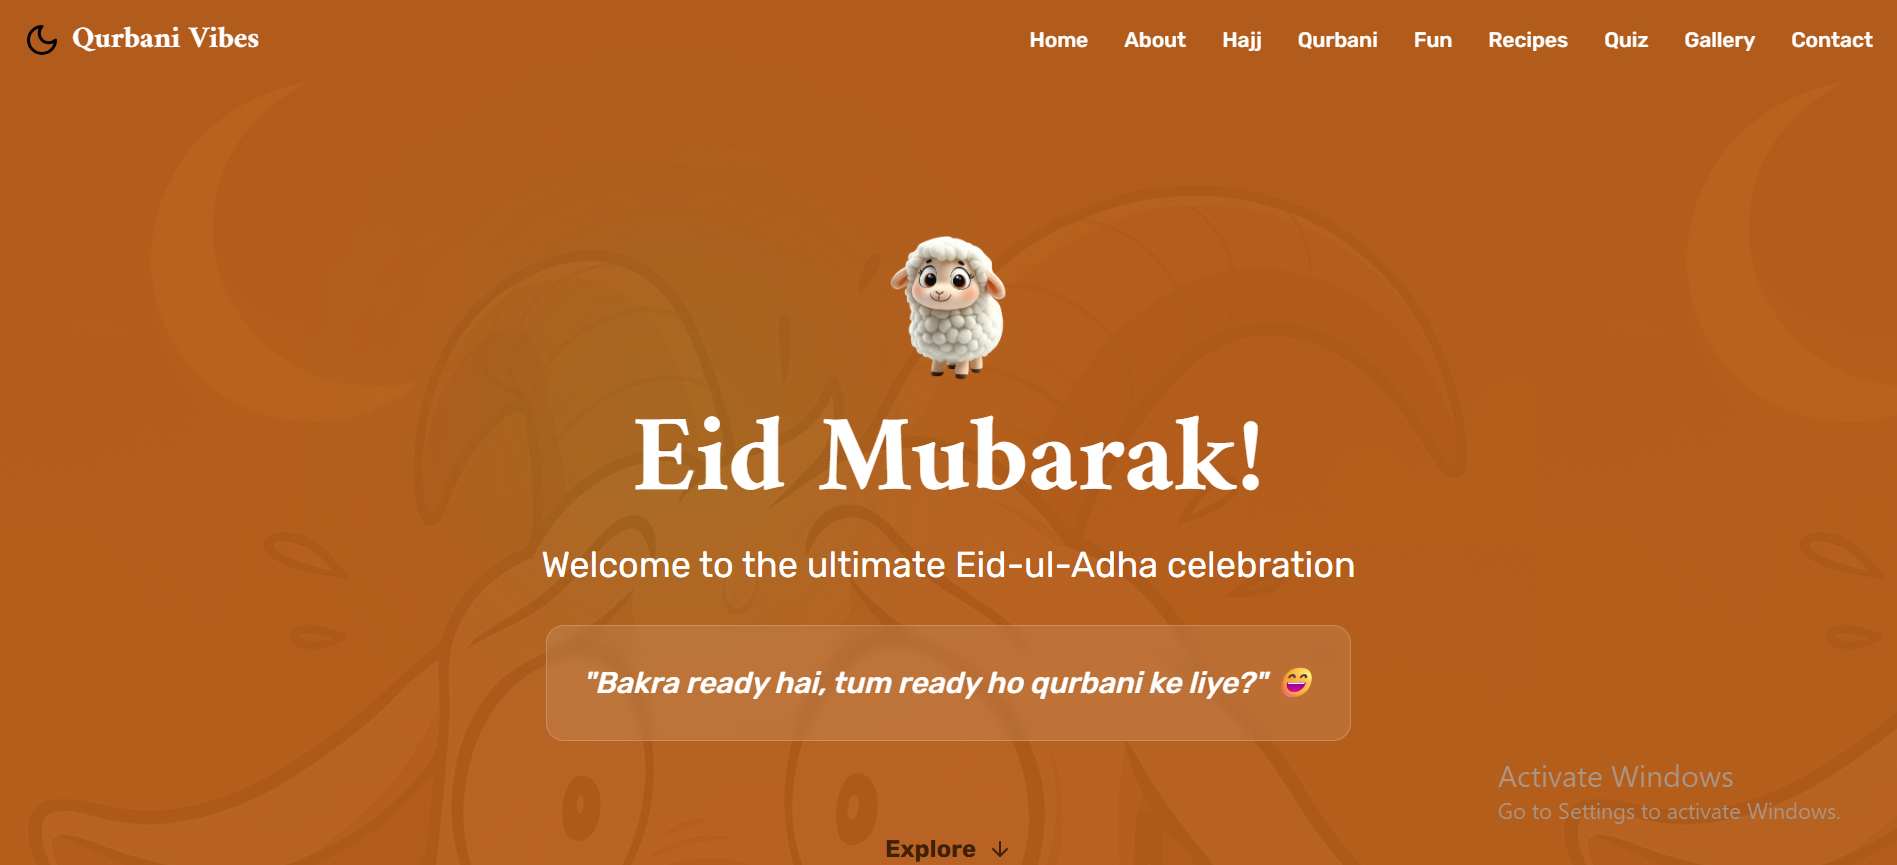 Qurbani Vibes
Home About Hajj Qurbani Fun Recipes Quiz Gallery Contact
Eid Mubarak!
Welcome to the ultimate Eid-ul-Adha celebration
"Bakra ready hai, tum ready ho qurbani ke liye?" 😄
Activate Windows
Go to Settings to activate Windows.
Explore ↓